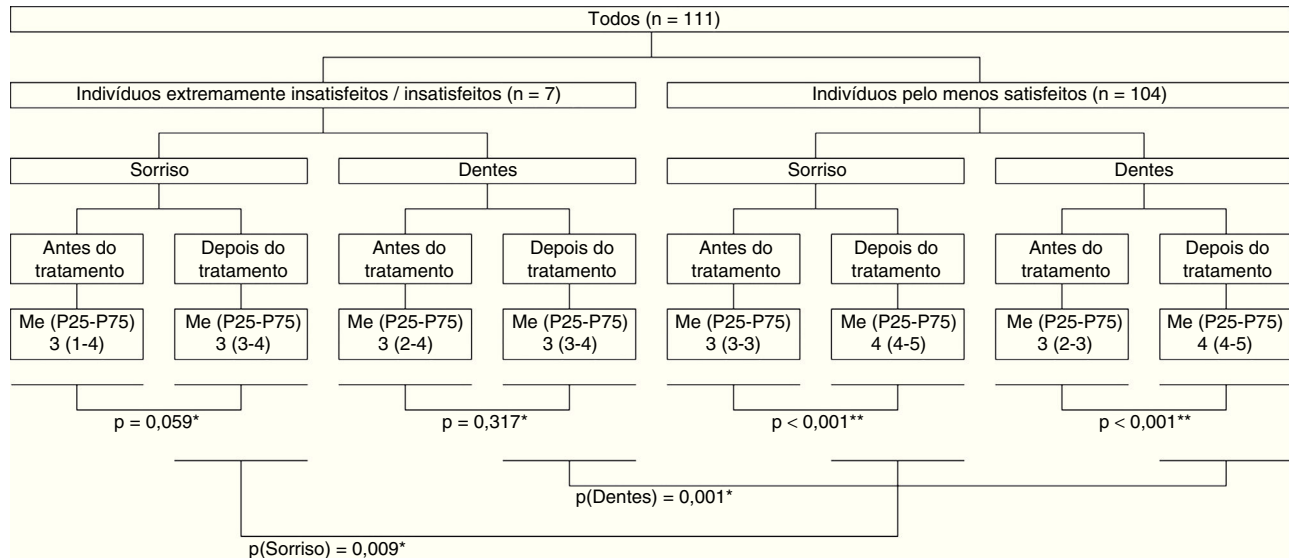 Todos (n = 111)
Indivíduos extremamente insatisfeitos / insatisfeitos (n = 7)
Indivíduos pelo menos satisfeitos (n = 104)
Sorriso
Dentes
Sorriso
Dentes
Antes do
tratamento
Depois do
tratamento
Antes do
tratamento
Depois do
tratamento
Antes do
tratamento
Depois do
tratamento
Antes do
tratamento
Depois do
tratamento
Me (P25-P75)
3 (1-4)
Me (P25-P75)
3 (3-4)
Me (P25-P75)
3 (2-4)
Me (P25-P75)
3 (3-4)
Me (P25-P75)
3 (3-3)
Me (P25-P75)
4 (4-5)
Me (P25-P75)
3 (2-3)
Me (P25-P75)
4 (4-5)
p = 0,059*
p = 0,317*
p < 0,001**
p < 0,001**
p(Dentes) = 0,001*
p(Sorriso) = 0,009*